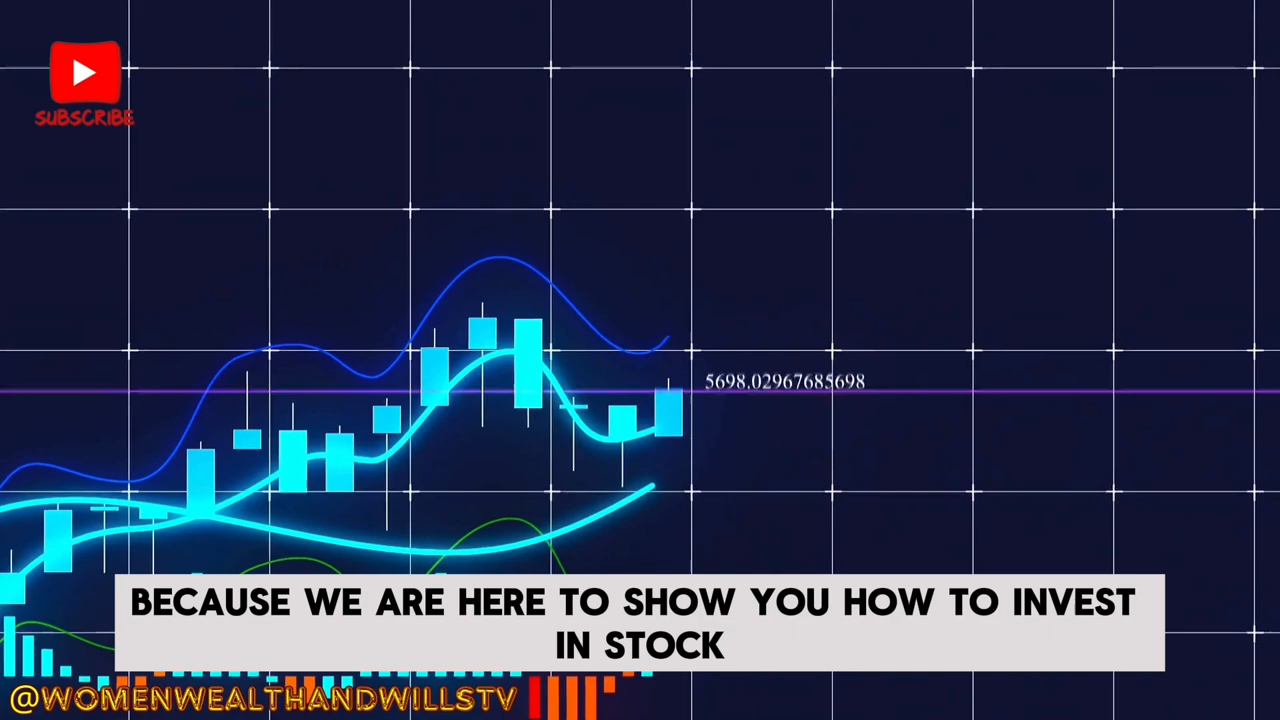 SUBSCRIBE
5698.02967685698
BECAUSE WE ARE HERE TO SHOW YOU HOW TO INVEST
IN STOCK
@WOMENWEALTHANDWILLSTV